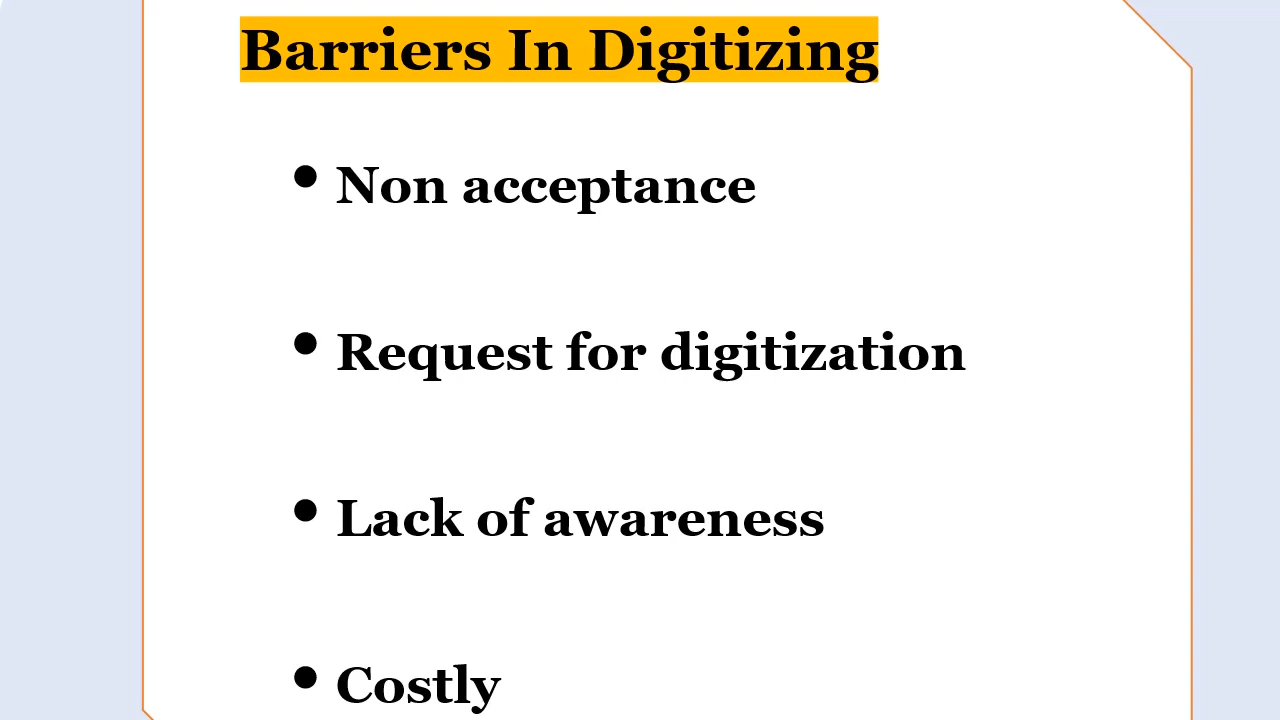 Barriers In Digitizing
• Non acceptance
• Request for digitization
• Lack of awareness
• Costly